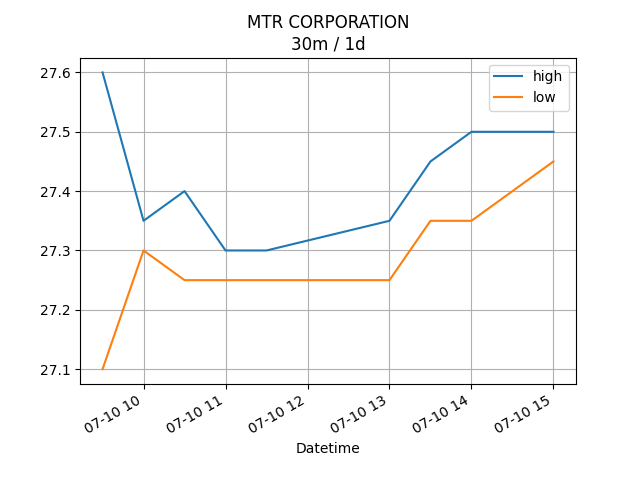 MTR CORPORATION
30m / 1d
high
low
27.6
27.5
27.4
27.3
27.2
27.1
07-10 10
07-10 11
07-10 12
07-10 13
07-10 14
07-10 15
Datetime